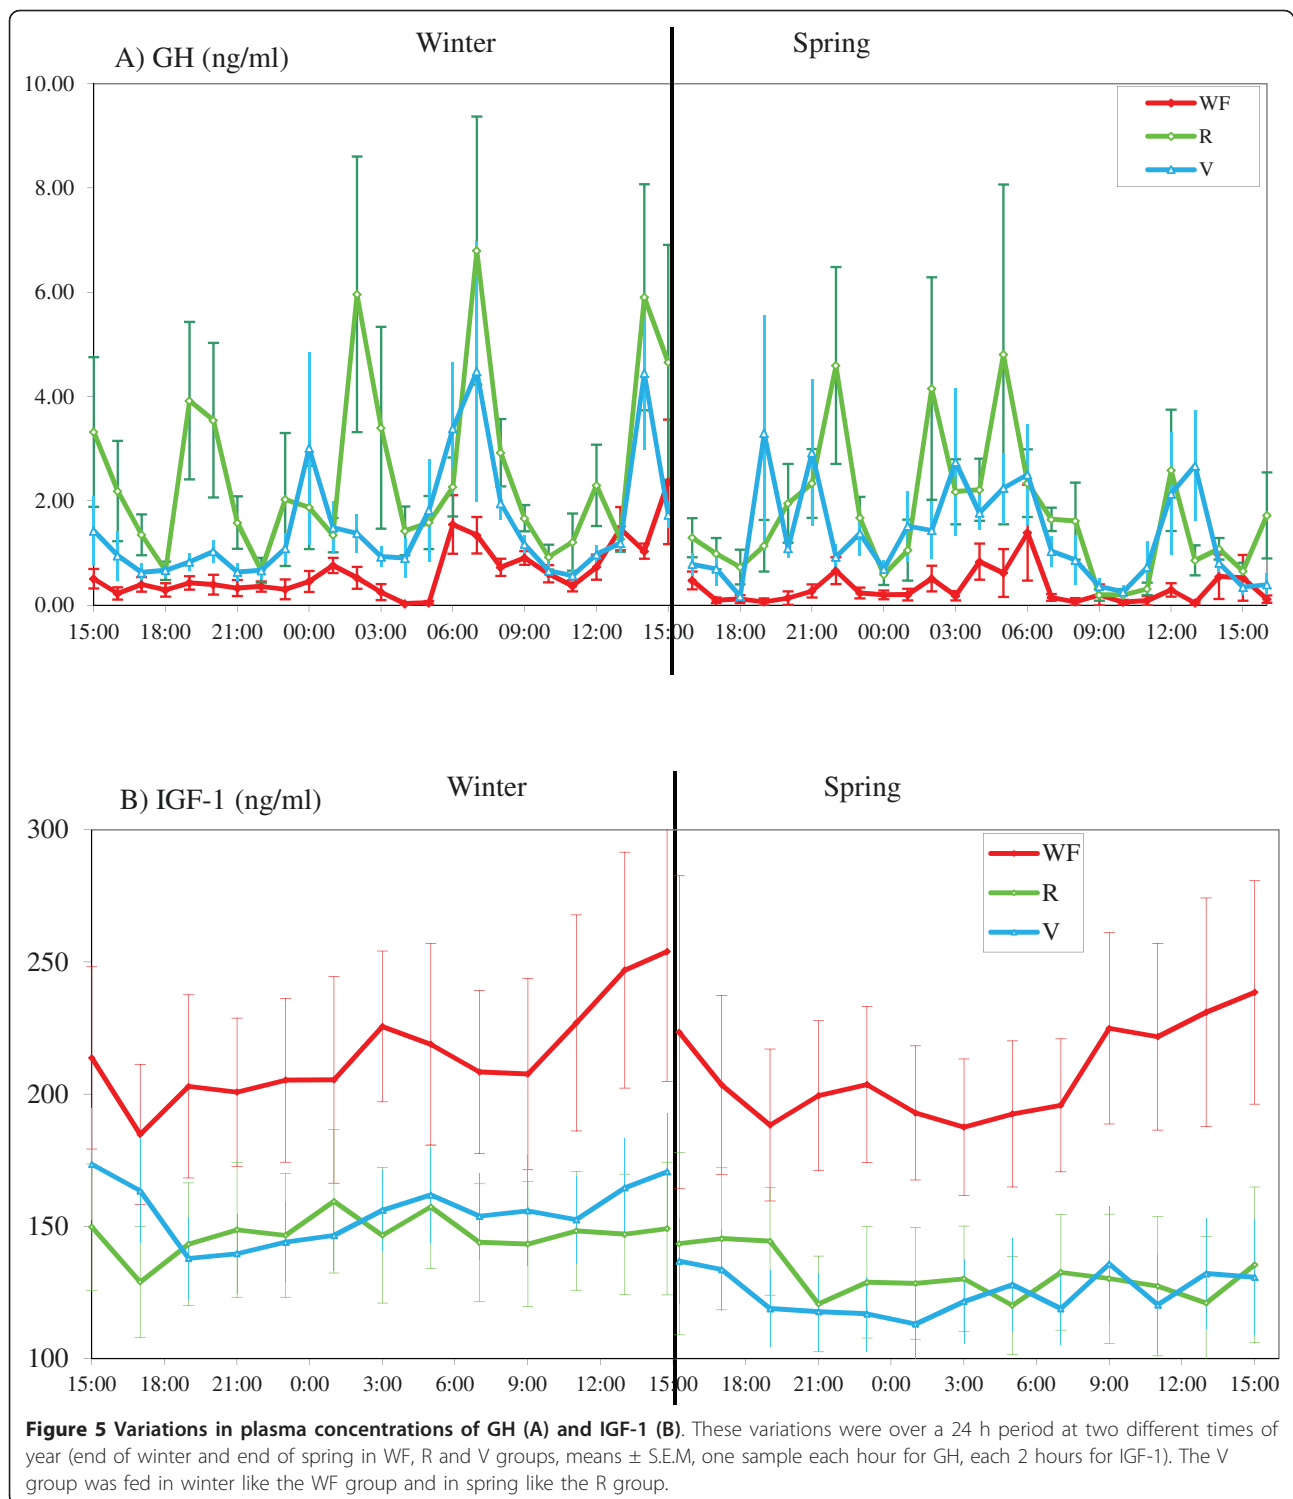 Winter
Spring
A) GH (ng/ml)
10.00
8.00
6.00
4.00
2.00
0.00
WF
R
V
15:00 18:00 21:00 00:00 03:00 06:00 09:00 12:00 15:00 18:00 21:00 00:00 03:00 06:00 09:00 12:00 15:00
Winter
Spring
B) IGF-1 (ng/ml)
300
250
200
150
100
WF
R
V
15:00 18:00 21:00 0:00 3:00 6:00 9:00 12:00 15:00 18:00 21:00 0:00 3:00 6:00 9:00 12:00 15:00
Figure 5 Variations in plasma concentrations of GH (A) and IGF-1 (B). These variations were over a 24 h period at two different times of
year (end of winter and end of spring in WF, R and V groups, means ± S.E.M, one sample each hour for GH, each 2 hours for IGF-1). The V
group was fed in winter like the WF group and in spring like the R group.